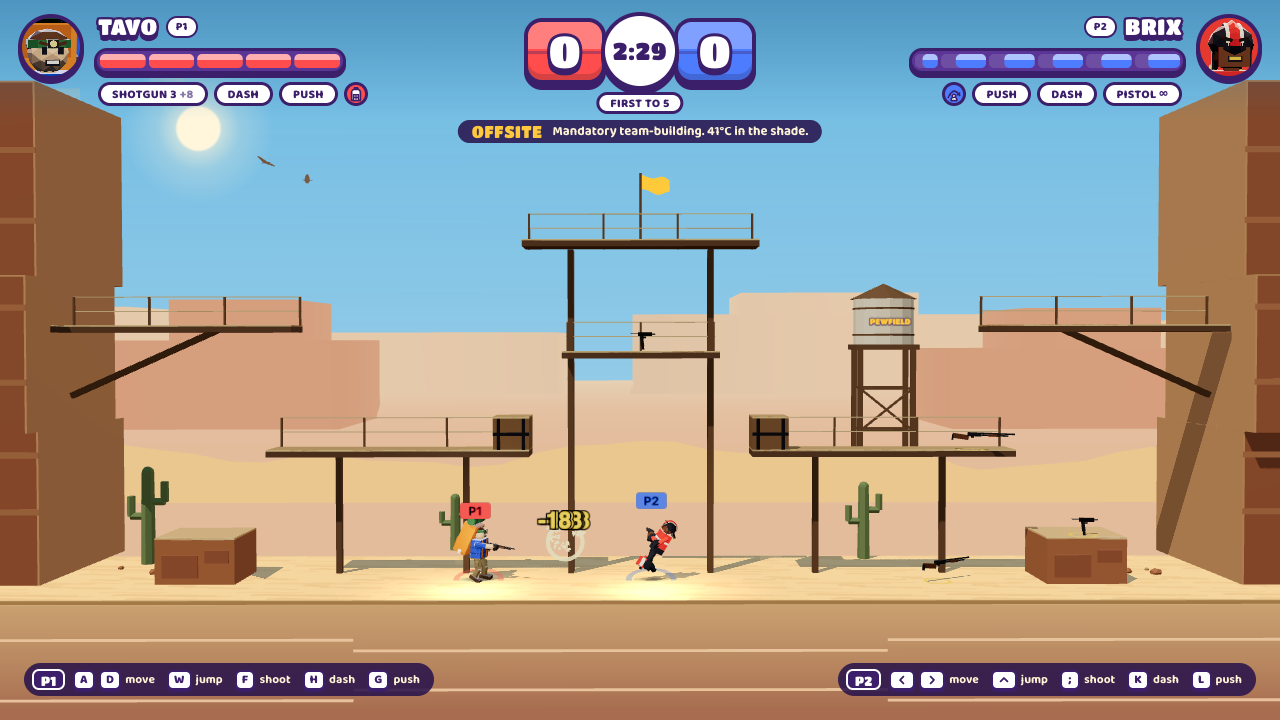 TAVO P1
SHOTGUN 3 +8 DASH PUSH
0 2:29 0
FIRST TO 5
P2 BRIX
PUSH DASH PISTOL ∞
OFFSITE Mandatory team-building. 41°C in the shade.
PEWFIELD
P1
P2
P1 A D move W jump F shoot H dash G push
P2 < > move ^ jump ; shoot K dash L push